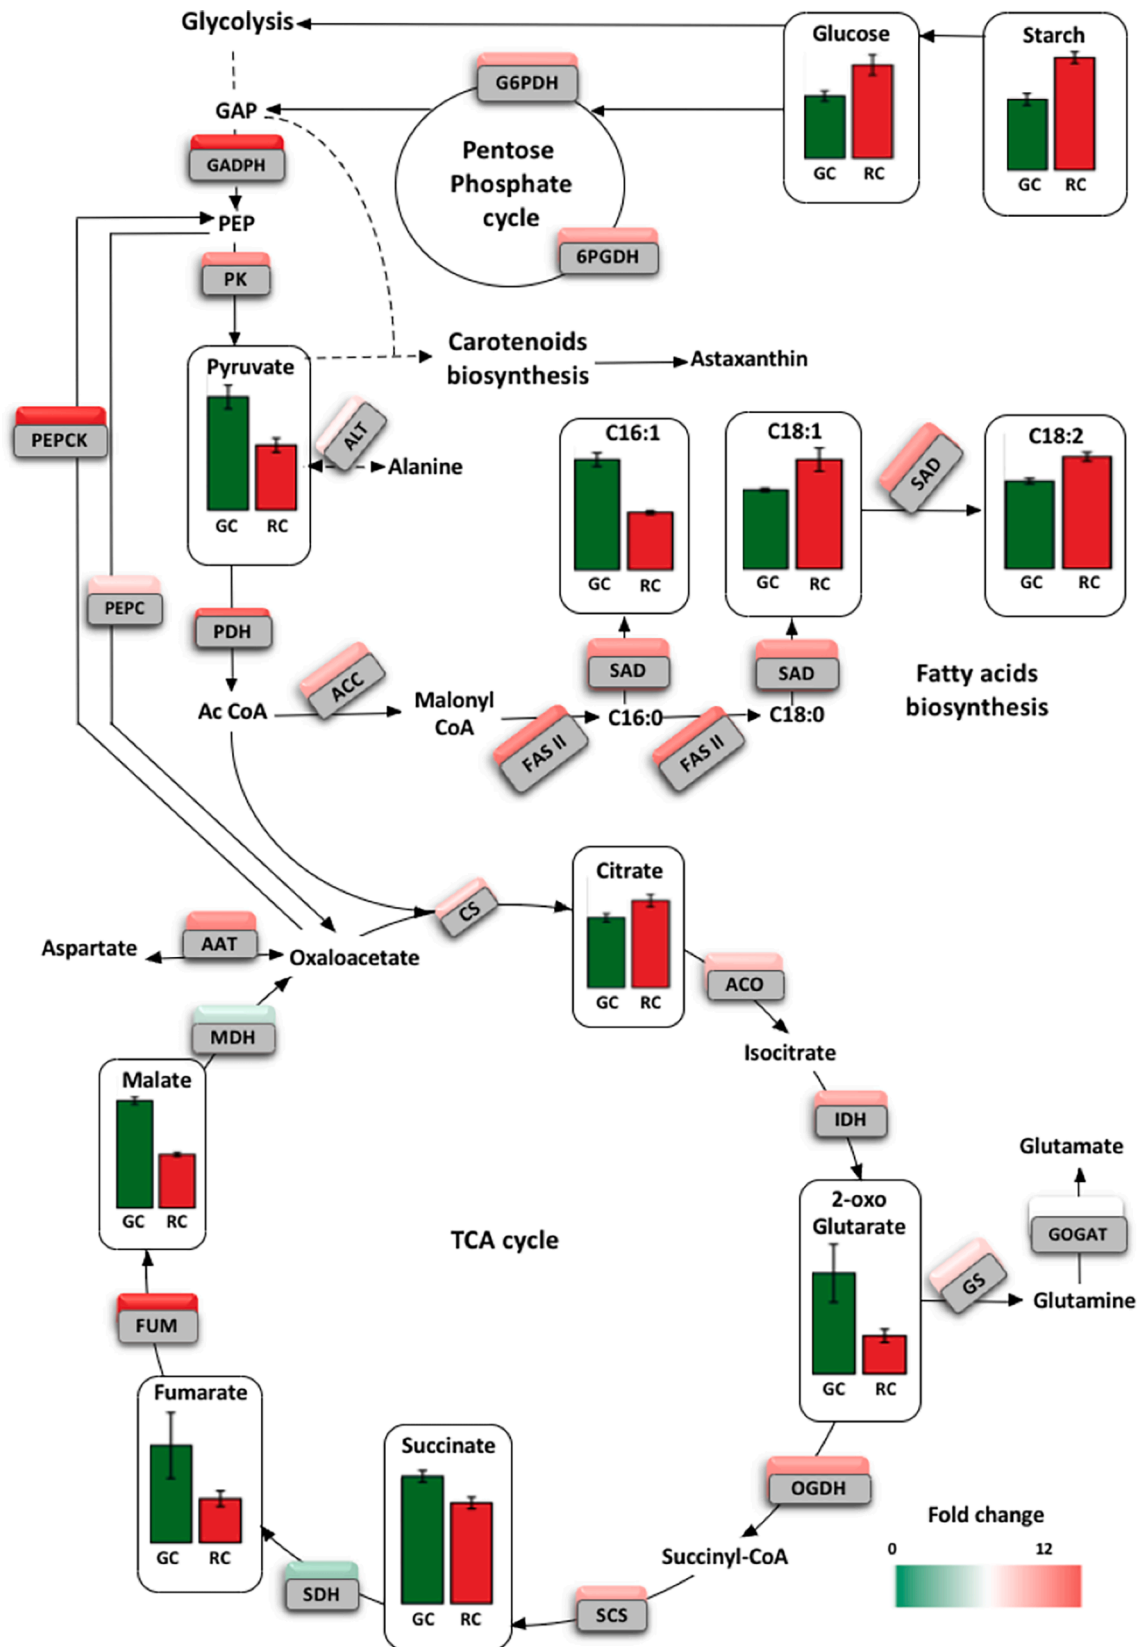 Glycolysis
Glucose
GC RC
Starch
GC RC
G6PDH
GAP
Pentose
Phosphate
cycle
6PGDH
GADPH
PEP
PK
Carotenoids
biosynthesis
Astaxanthin
Pyruvate
GC RC
ALT
Alanine
PEPCK
C16:1
GC RC
C18:1
GC RC
SAD
C18:2
GC RC
PEPC
PDH
SAD
SAD
Fatty acids
biosynthesis
ACC
Ac CoA
Malonyl
CoA
C16:0
C18:0
FAS II
FAS II
Citrate
GC RC
CS
Aspartate
AAT
Oxaloacetate
ACO
MDH
Isocitrate
Malate
GC RC
IDH
Glutamate
2-oxo
Glutarate
GC RC
GOGAT
TCA cycle
GS
Glutamine
FUM
Fumarate
GC RC
Succinate
GC RC
OGDH
Succinyl-CoA
SDH
SCS
Fold change
0 12